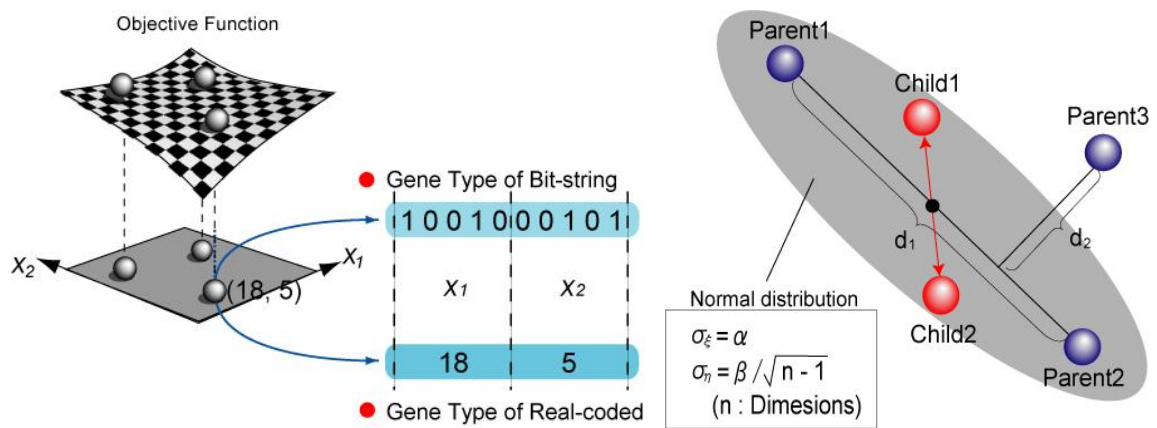 Objective Function
X2
X1
(18, 5)
Gene Type of Bit-string
1 0 0 1 0 0 0 1 0 1
X1
X2
18
5
Gene Type of Real-coded
Parent1
Child1
Parent3
d1
d2
Child2
Parent2
Normal distribution
σξ = α
ση = β/√n - 1
(n : Dimesions)